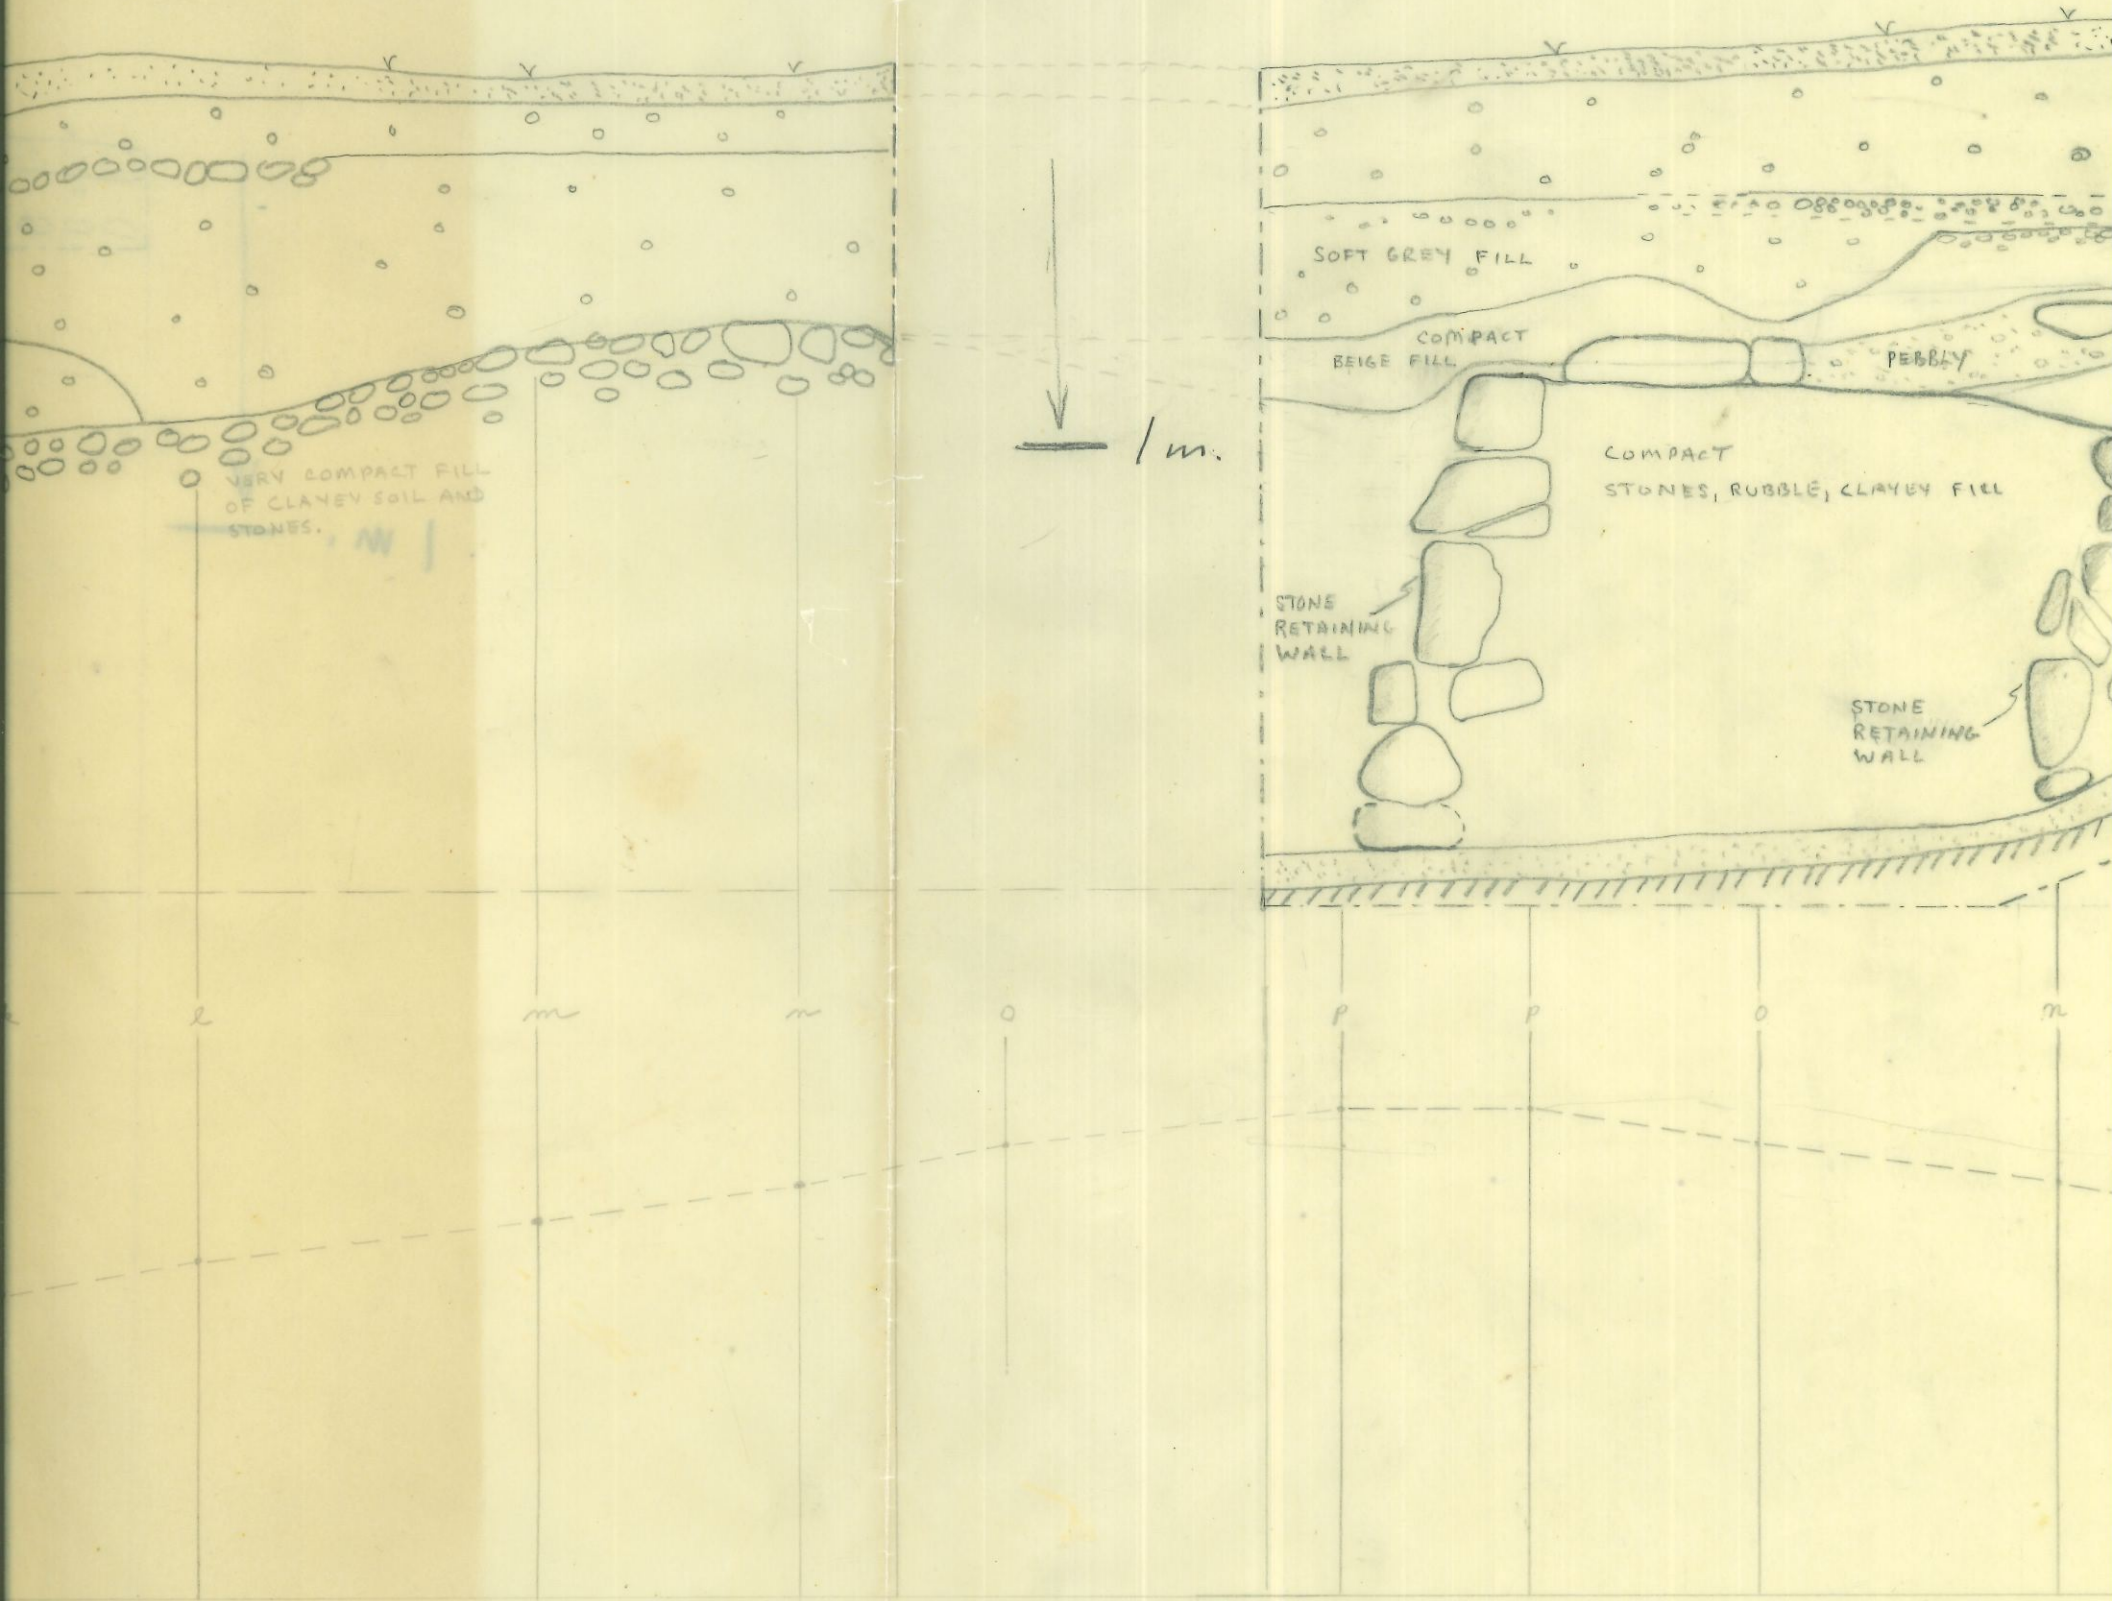 SOFT GREY FILL
COMPACT
BEIGE FILL
PEBBLY
1 m.
COMPACT
STONES, RUBBLE, CLAYEY FILL
VERY COMPACT FILL
OF CLAYEY SOIL AND
STONES.
STONE
RETAINING
WALL
STONE
RETAINING
WALL
l m n o p p o n